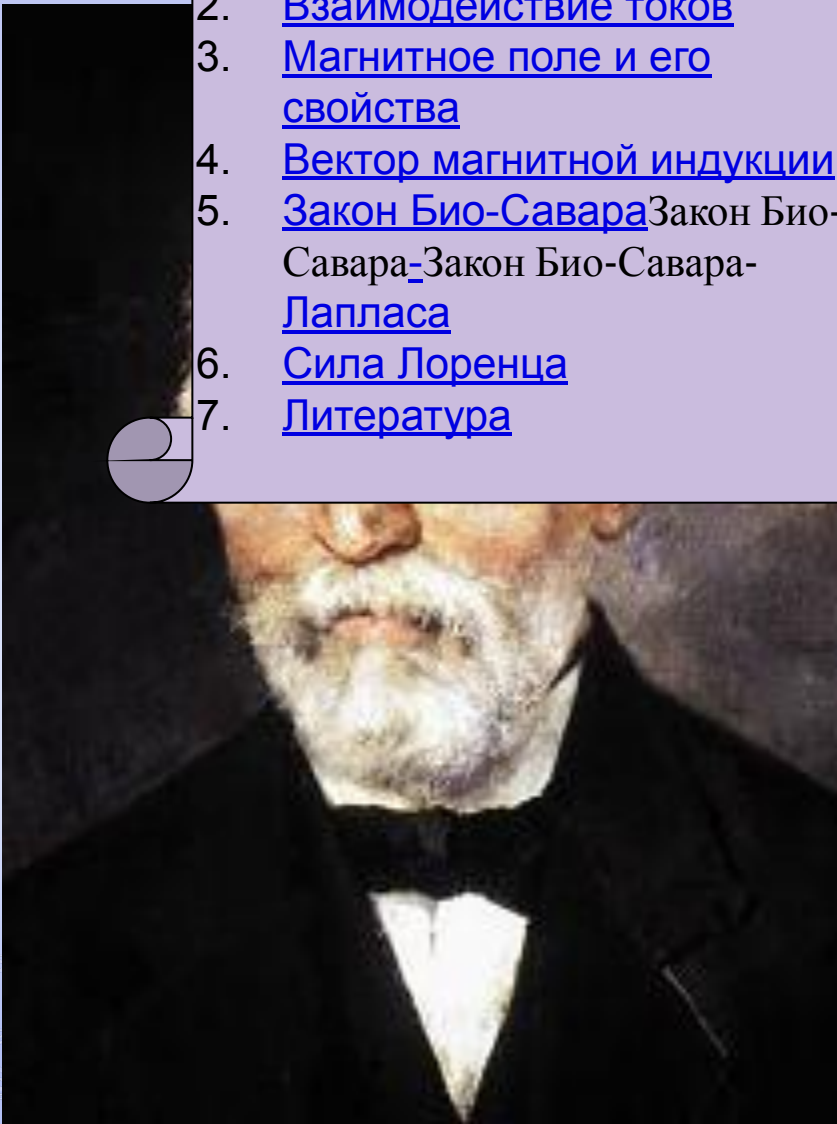 2. Взаимодействие токов
3. Магнитное поле и его
свойства
4. Вектор магнитной индукции
5. Закон Био-СавараЗакон Био-
Савара-Закон Био-Савара-
Лапласа
6. Сила Лоренца
7. Литература